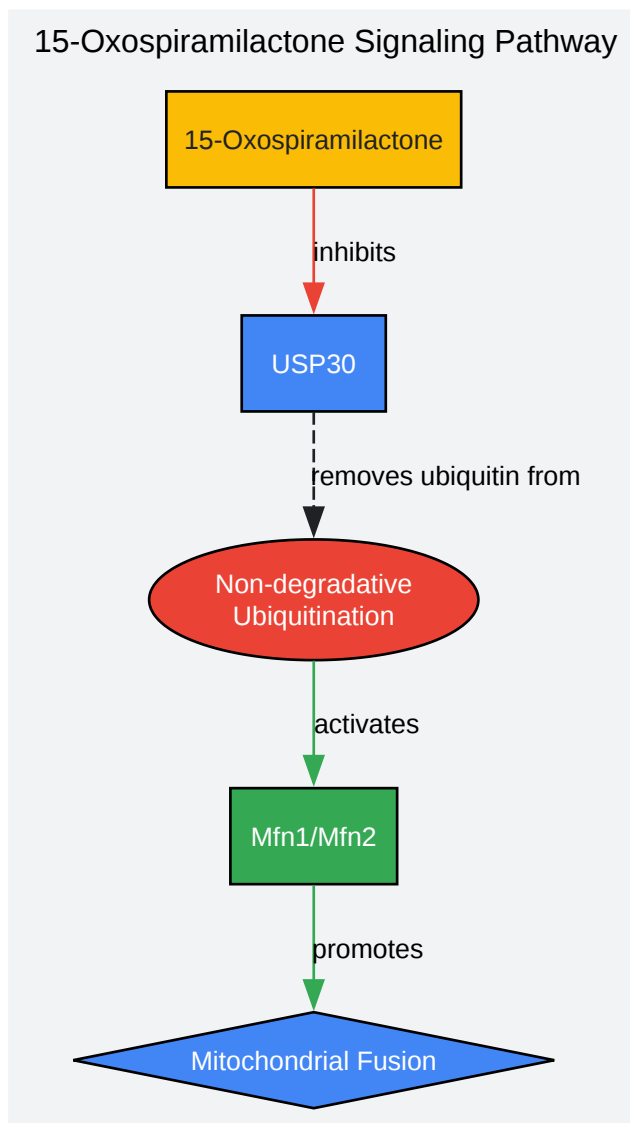 15-Oxospiramilactone Signaling Pathway
15-Oxospiramilactone
inhibits
USP30
removes ubiquitin from
Non-degradative
Ubiquitination
activates
Mfn1/Mfn2
promotes
Mitochondrial Fusion